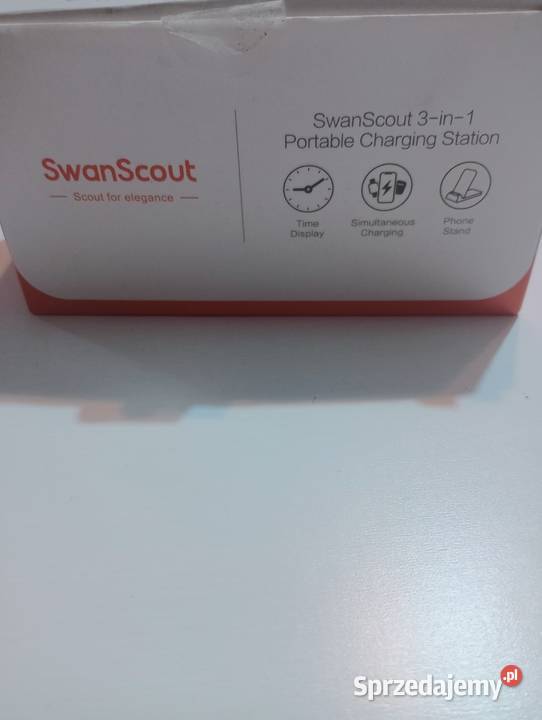 SwanScout
Scout for elegance
SwanScout 3-in-1
Portable Charging Station
Time
Display
Simultaneous
Charging
Phone
Stand
Sprzedajemy.pl